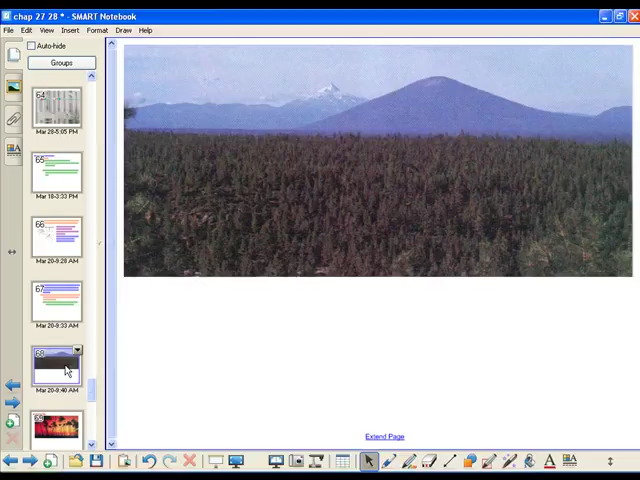 chap 27 28 * - SMART Notebook
File Edit View Insert Format Draw Help
Auto-hide
Groups
64
Mar 28-5:05 PM
65
Mar 18-3:33 PM
66
Mar 20-9:28 AM
67
Mar 20-9:33 AM
68
Mar 20-9:40 AM
69
Extend Page